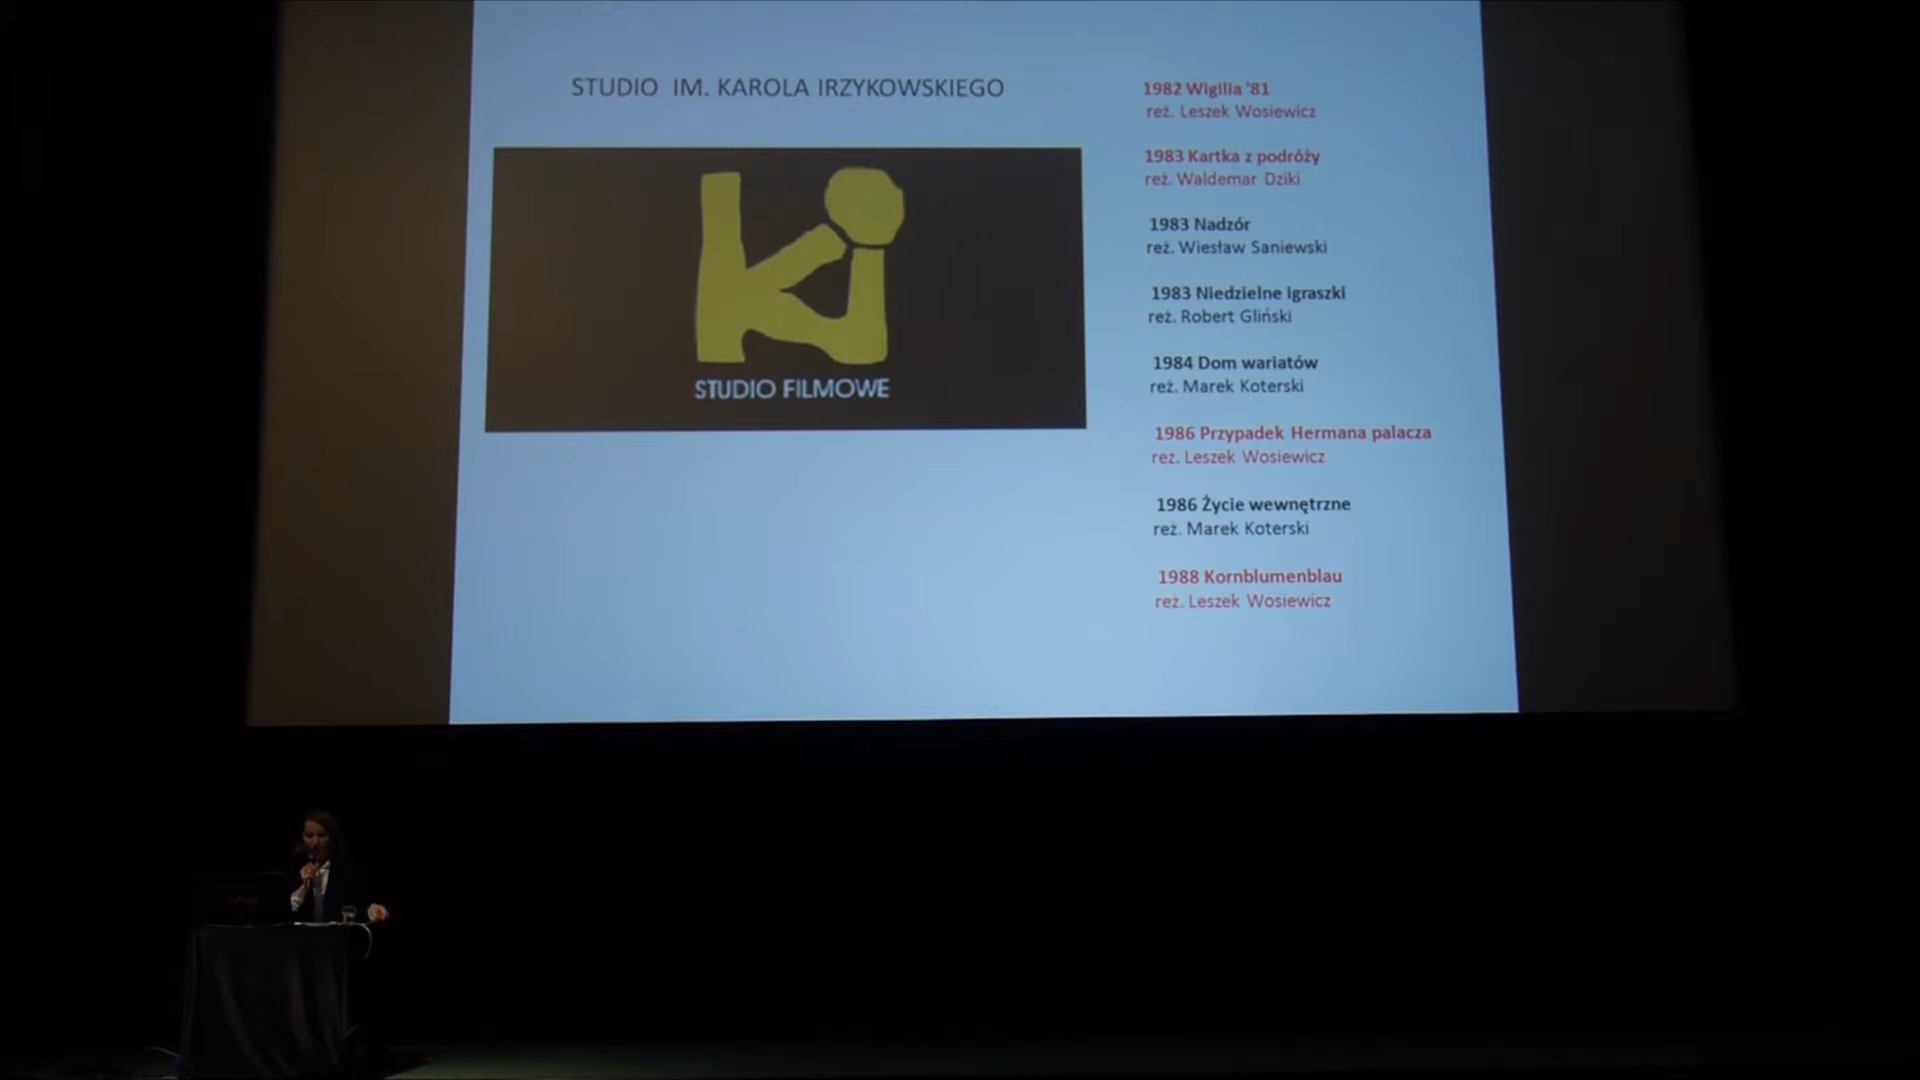 STUDIO IM. KAROLA IRZYKOWSKIEGO
Ki
STUDIO FILMOWE
1982 Wigilia '81
reż. Leszek Wosiewicz
1983 Kartka z podróży
reż. Waldemar Dziki
1983 Nadzór
reż. Wiesław Saniewski
1983 Niedzielne igraszki
reż. Robert Gliński
1984 Dom wariatów
reż. Marek Koterski
1986 Przypadek Hermana palacza
reż. Leszek Wosiewicz
1986 Życie wewnętrzne
reż. Marek Koterski
1988 Kornblumenblau
reż. Leszek Wosiewicz